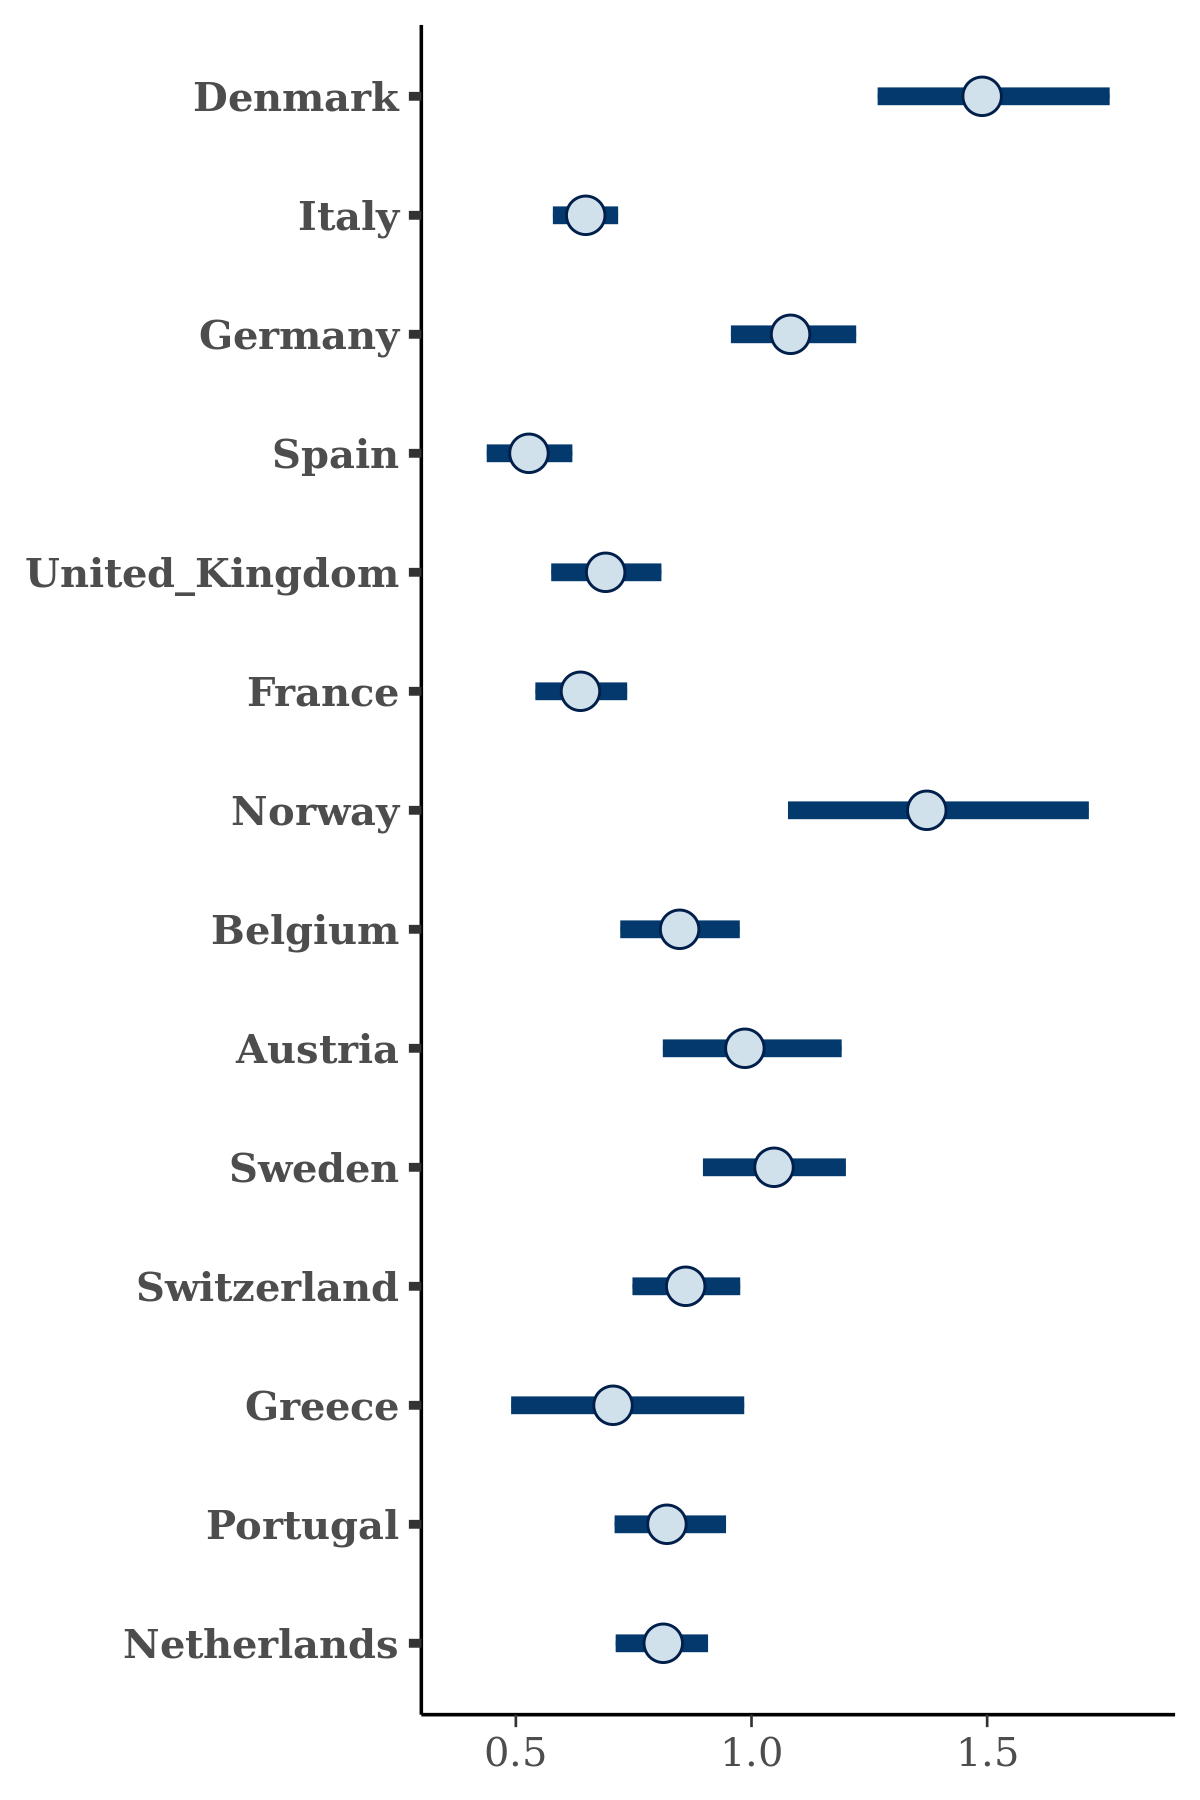 Denmark
Italy
Germany
Spain
United_Kingdom
France
Norway
Belgium
Austria
Sweden
Switzerland
Greece
Portugal
Netherlands
0.5 1.0 1.5